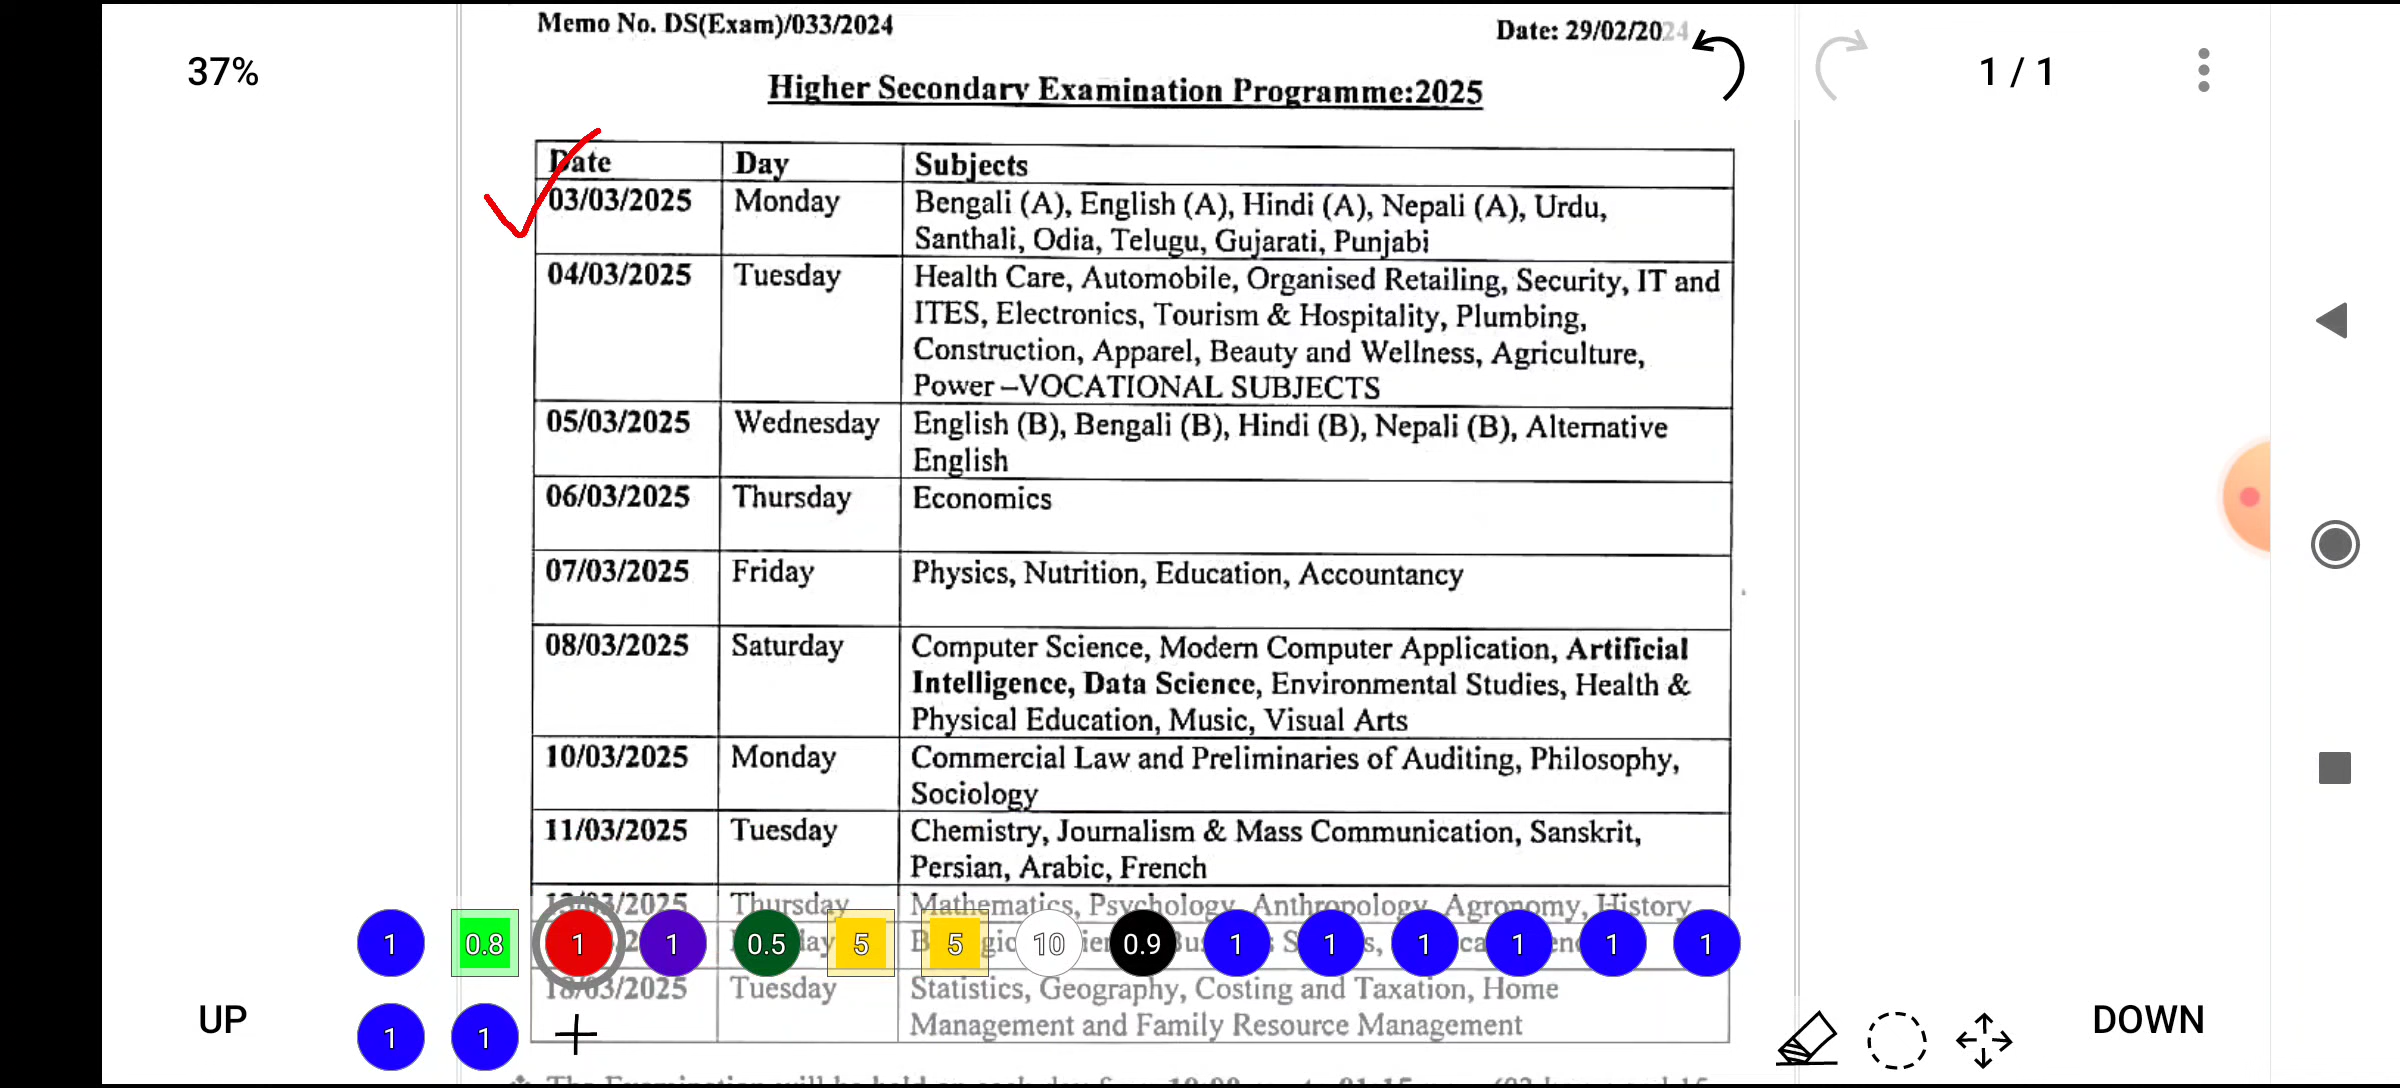 Memo No. DS(Exam)/033/2024
Date: 29/02/2024
37%
1 / 1
Higher Secondary Examination Programme:2025
Date Day Subjects
03/03/2025 Monday Bengali (A), English (A), Hindi (A), Nepali (A), Urdu,
Santhali, Odia, Telugu, Gujarati, Punjabi
04/03/2025 Tuesday Health Care, Automobile, Organised Retailing, Security, IT and
ITES, Electronics, Tourism & Hospitality, Plumbing,
Construction, Apparel, Beauty and Wellness, Agriculture,
Power –VOCATIONAL SUBJECTS
05/03/2025 Wednesday English (B), Bengali (B), Hindi (B), Nepali (B), Alternative
English
06/03/2025 Thursday Economics
07/03/2025 Friday Physics, Nutrition, Education, Accountancy
08/03/2025 Saturday Computer Science, Modern Computer Application, Artificial
Intelligence, Data Science, Environmental Studies, Health &
Physical Education, Music, Visual Arts
10/03/2025 Monday Commercial Law and Preliminaries of Auditing, Philosophy,
Sociology
11/03/2025 Tuesday Chemistry, Journalism & Mass Communication, Sanskrit,
Persian, Arabic, French
13/03/2025 Thursday Mathematics, Psychology, Anthropology, Agronomy, History
1 0.8 1 1 0.5 5 5 10 0.9 1 1 1 1 1 1
18/03/2025 Tuesday Statistics, Geography, Costing and Taxation, Home
Management and Family Resource Management
UP 1 1 DOWN